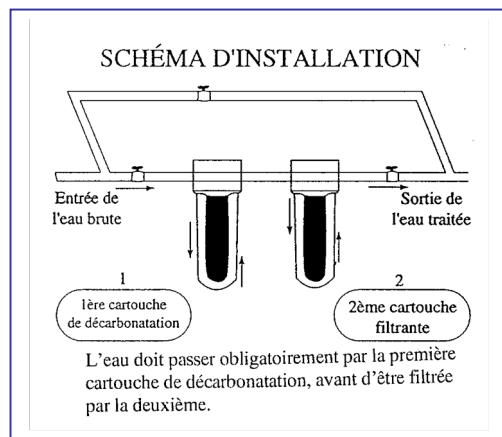 SCHÉMA D'INSTALLATION
Entrée de
l'eau brute
Sortie de
l'eau traitée
1
1ère cartouche
de décarbonatation
2
2ème cartouche
filtrante
L'eau doit passer obligatoirement par la première
cartouche de décarbonatation, avant d'être filtrée
par la deuxième.